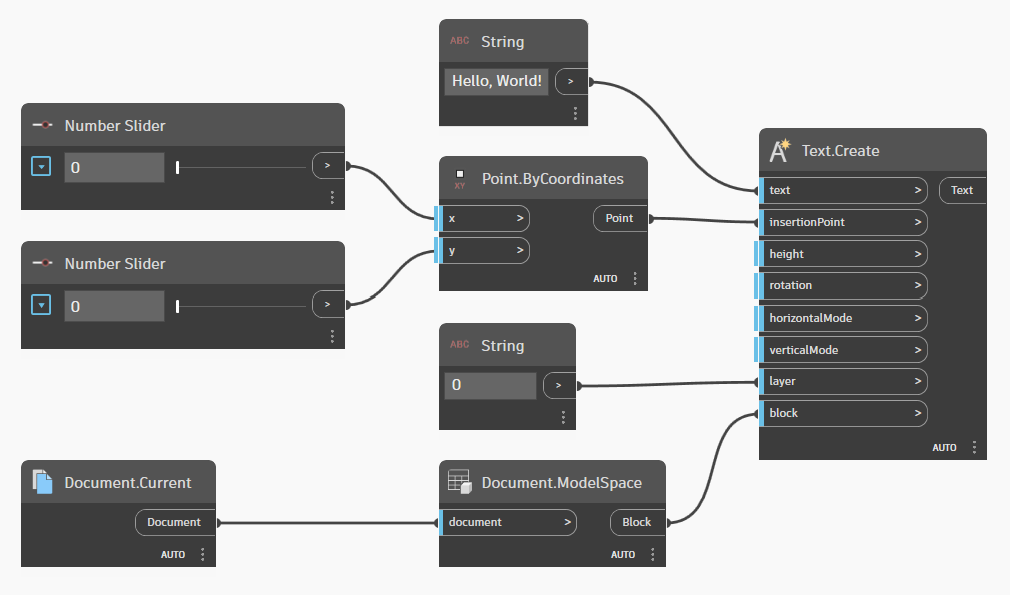 ABC String
Hello, World! >
Number Slider
0 >
Number Slider
0 >
XY Point.ByCoordinates
x > Point
y >
AUTO
ABC String
0 >
Document.Current
Document
AUTO
Document.ModelSpace
document > Block
AUTO
A Text.Create
text > Text
insertionPoint >
height >
rotation >
horizontalMode >
verticalMode >
layer >
block >
AUTO